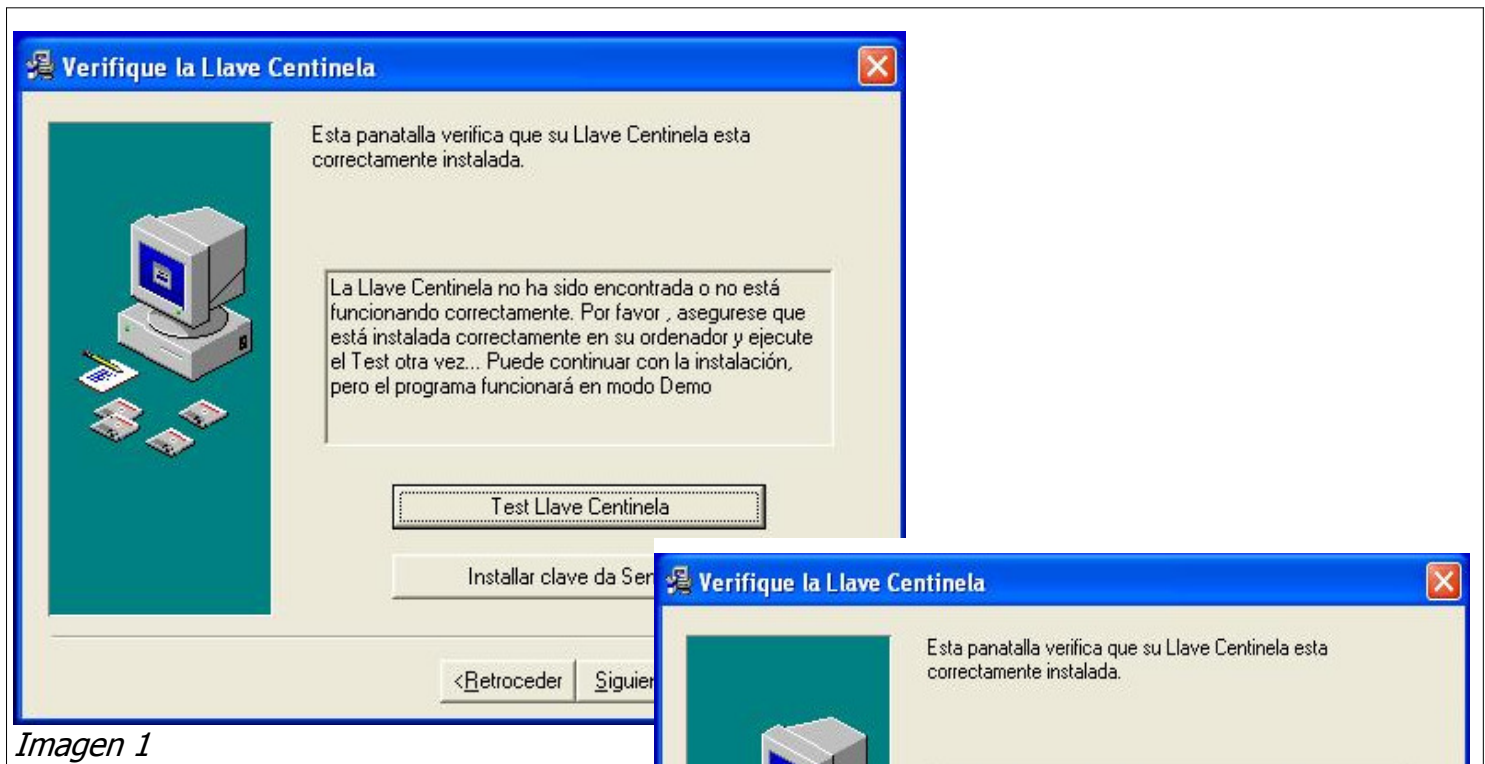 Verifique la Llave Centinela
Esta panatalla verifica que su Llave Centinela esta
correctamente instalada.
La Llave Centinela no ha sido encontrada o no está
funcionando correctamente. Por favor , asegurese que
está instalada correctamente en su ordenador y ejecute
el Test otra vez... Puede continuar con la instalación,
pero el programa funcionará en modo Demo
Test Llave Centinela
Installar clave da Sen
<Retroceder
Siguien
Imagen 1
Verifique la Llave Centinela
Esta panatalla verifica que su Llave Centinela esta
correctamente instalada.